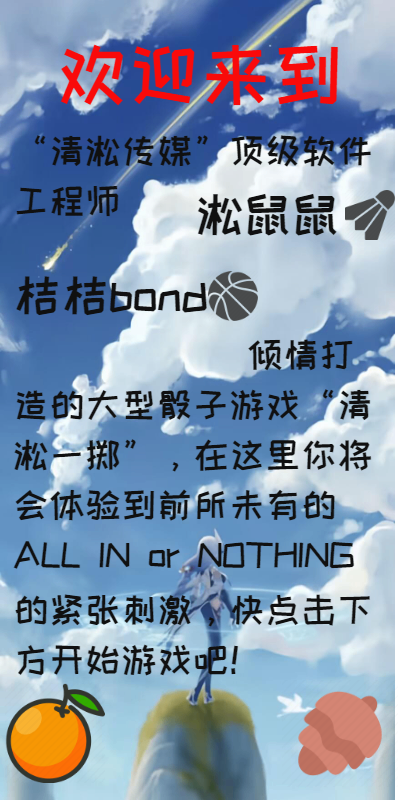 欢迎来到
“清淞传媒”顶级软件
工程师
淞鼠鼠
桔桔bond
倾情打
造的大型骰子游戏“清
淞一掷”，在这里你将
会体验到前所未有的
ALL IN or NOTHING
的紧张刺激，快点击下
方开始游戏吧!